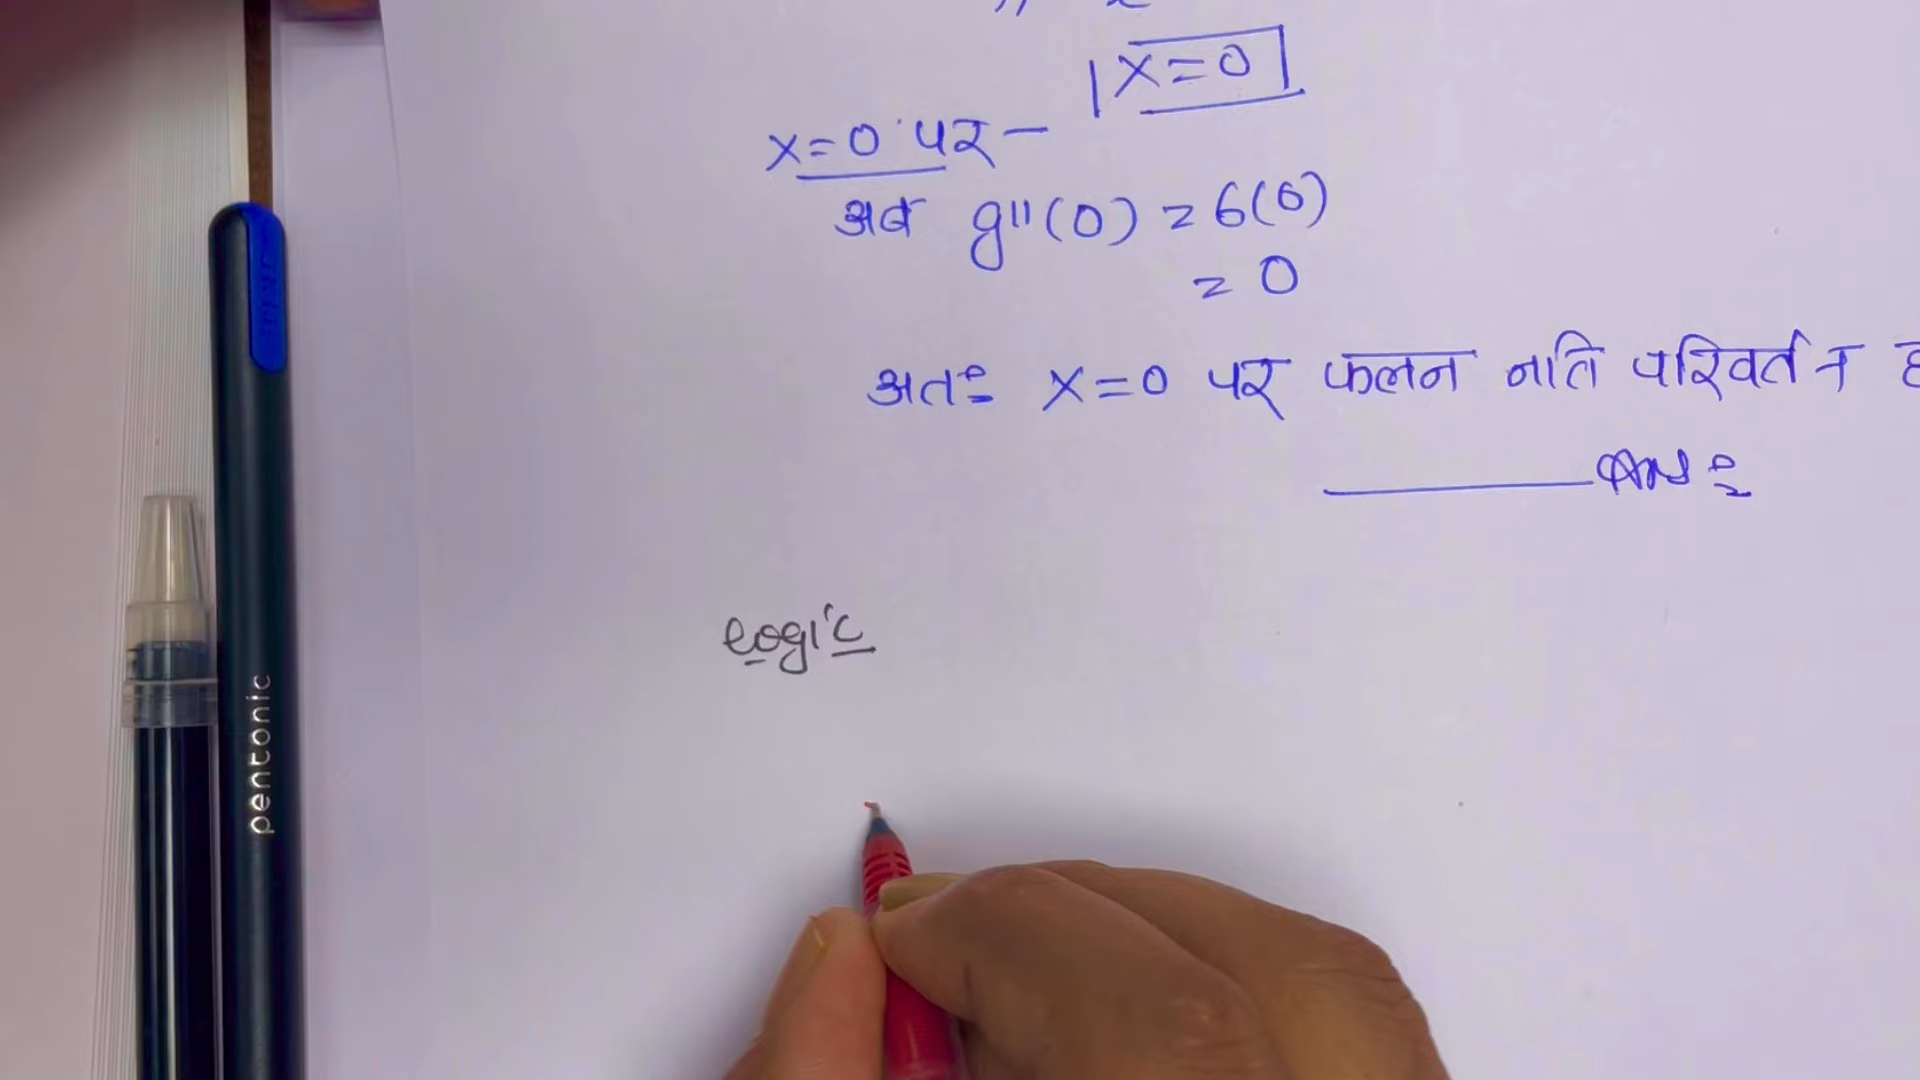 x=0
x=0 पर –
अब g"(0) = 6(0)
= 0
अतः x=0 पर फलन नति परिवर्तन
Ans :
logic
pentonic